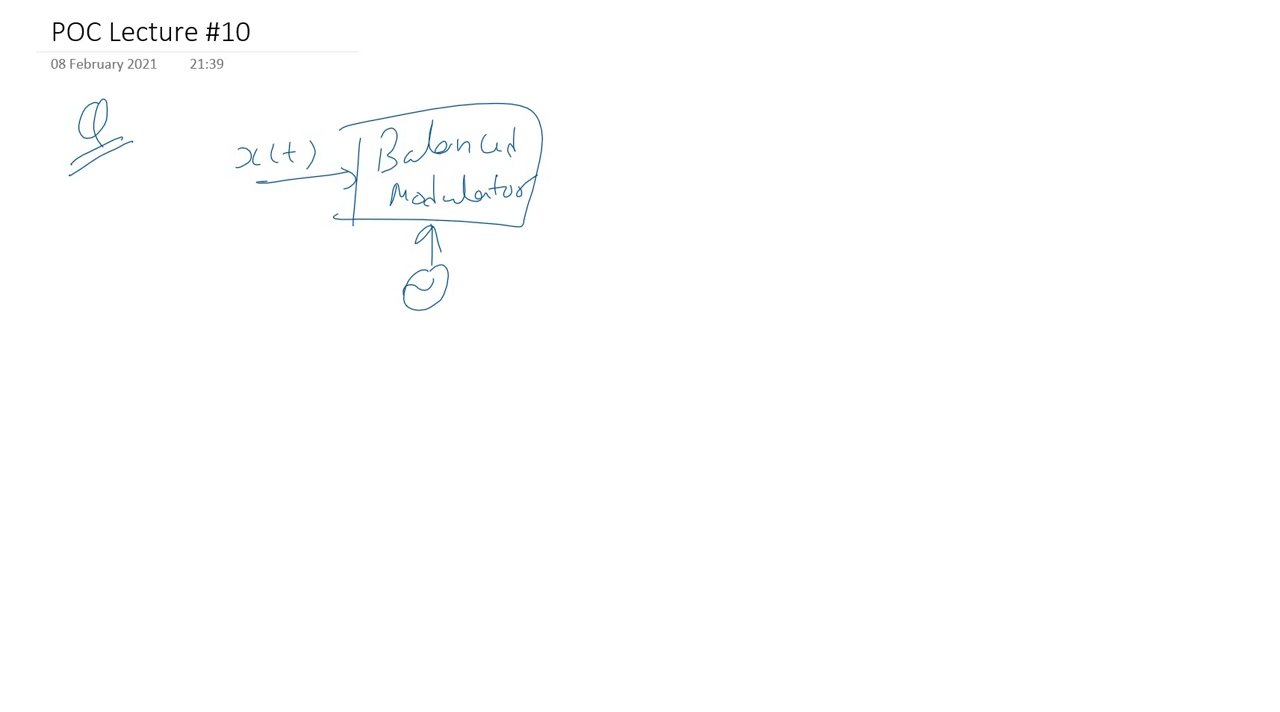 POC Lecture #10
08 February 2021 21:39
Q
x(t)
Balanced
Modulator